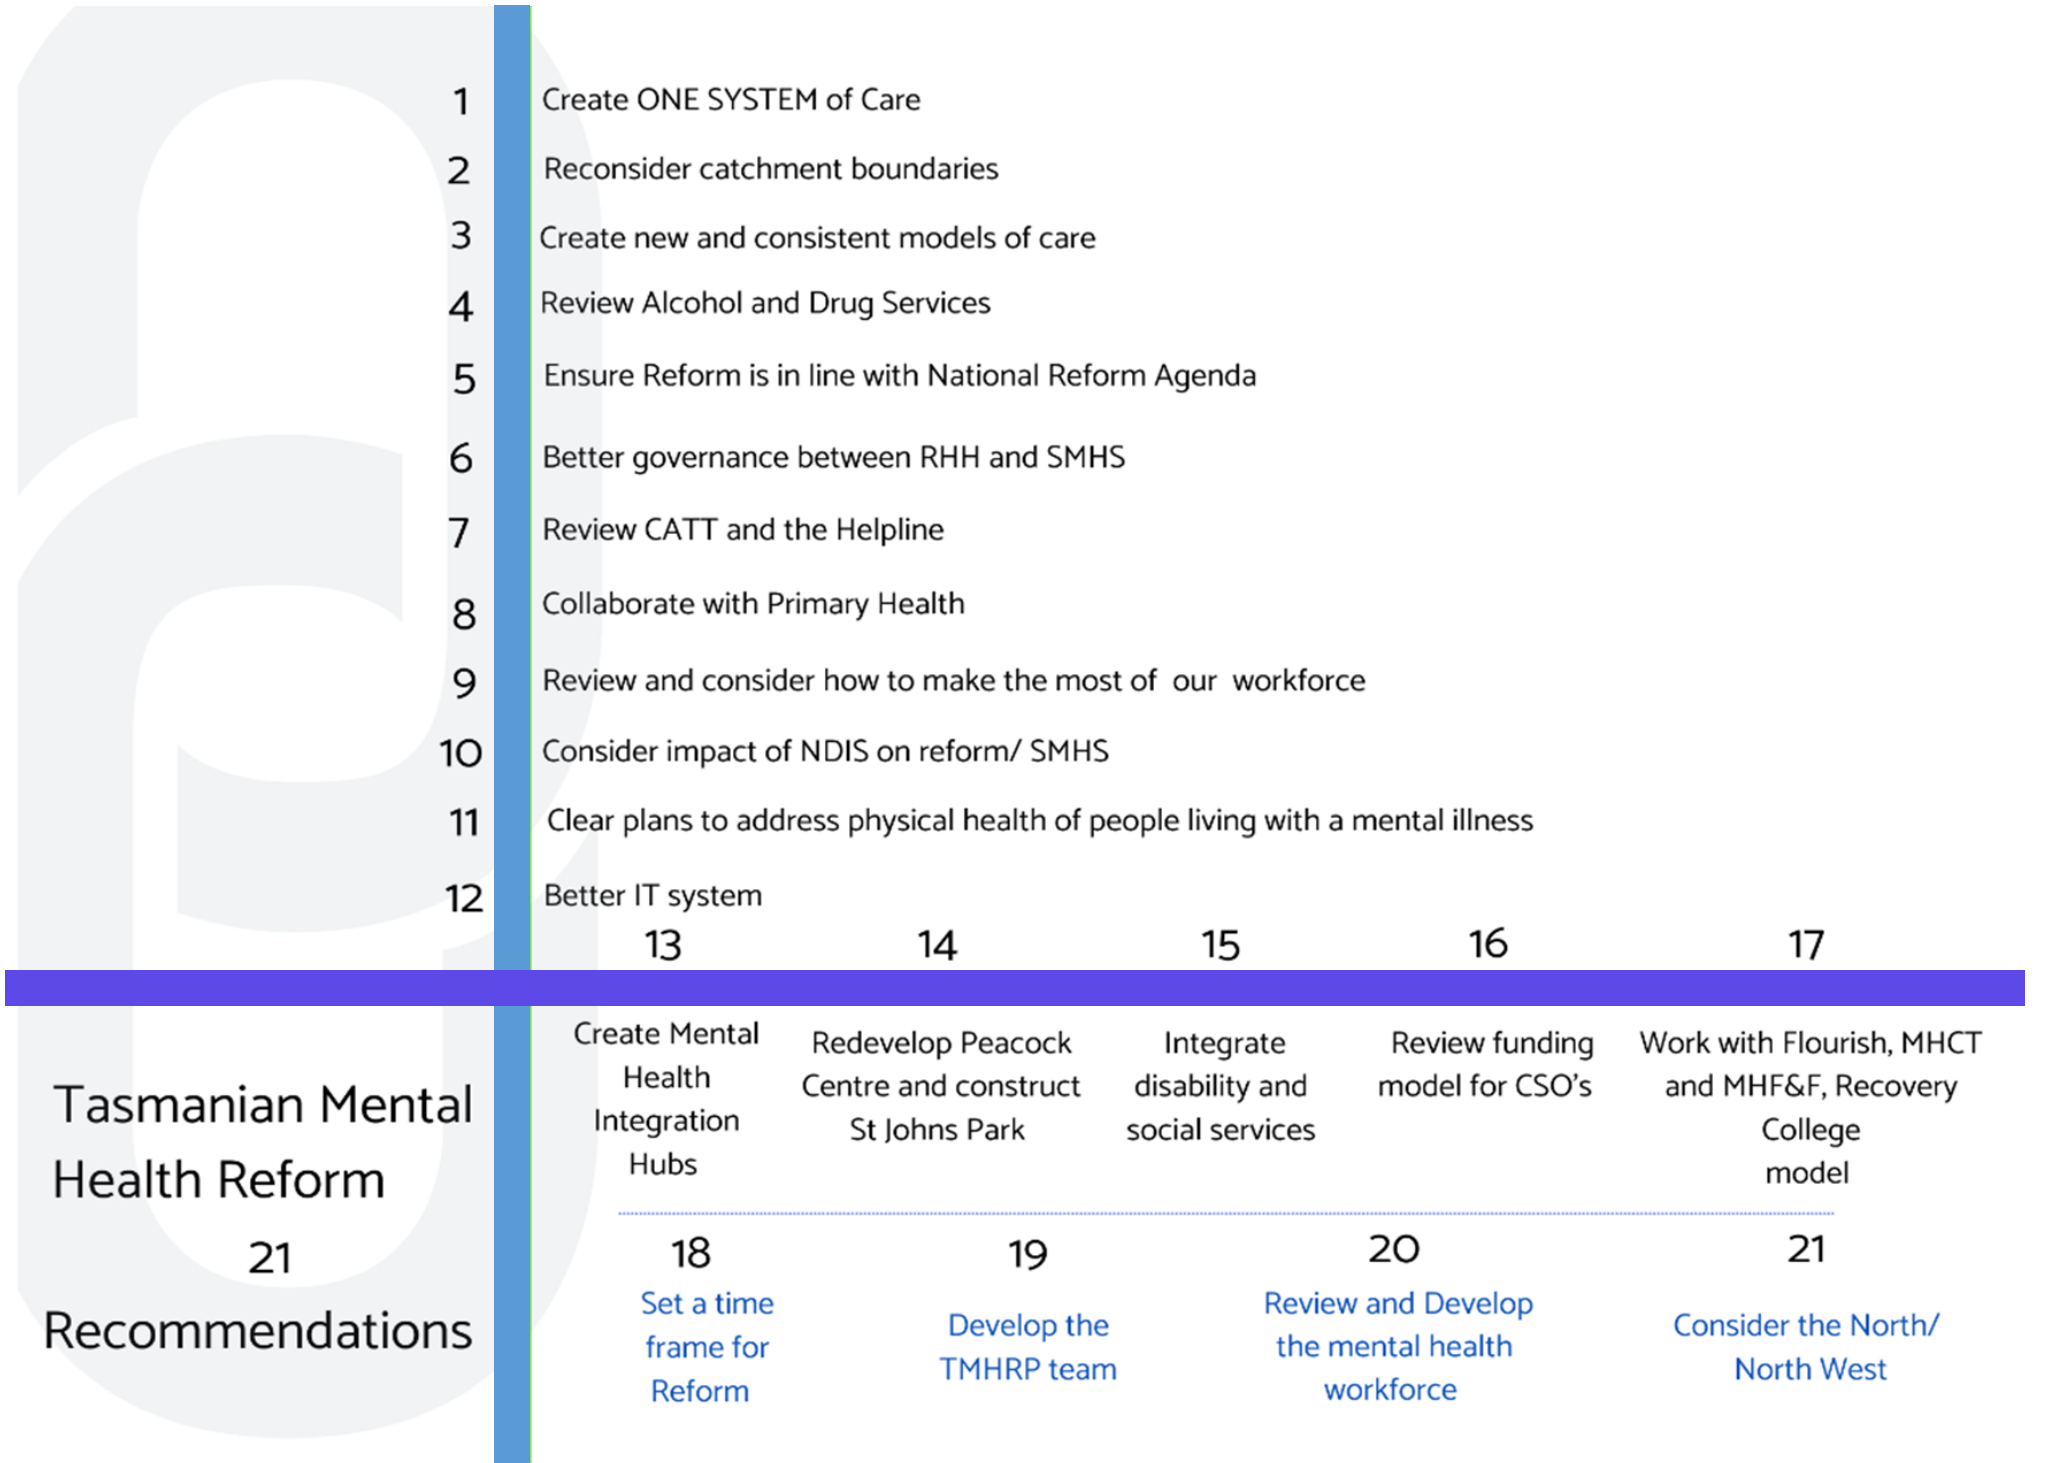 1 Create ONE SYSTEM of Care
2 Reconsider catchment boundaries
3 Create new and consistent models of care
4 Review Alcohol and Drug Services
5 Ensure Reform is in line with National Reform Agenda
6 Better governance between RHH and SMHS
7 Review CATT and the Helpline
8 Collaborate with Primary Health
9 Review and consider how to make the most of our workforce
10 Consider impact of NDIS on reform/ SMHS
11 Clear plans to address physical health of people living with a mental illness
12 Better IT system
13
Create Mental
Health
Integration
Hubs
14
Redevelop Peacock
Centre and construct
St Johns Park
15
Integrate
disability and
social services
16
Review funding
model for CSO's
17
Work with Flourish, MHCT
and MHF&F, Recovery
College
model
Tasmanian Mental
Health Reform
21
Recommendations
18
Set a time
frame for
Reform
19
Develop the
TMHRP team
20
Review and Develop
the mental health
workforce
21
Consider the North/
North West